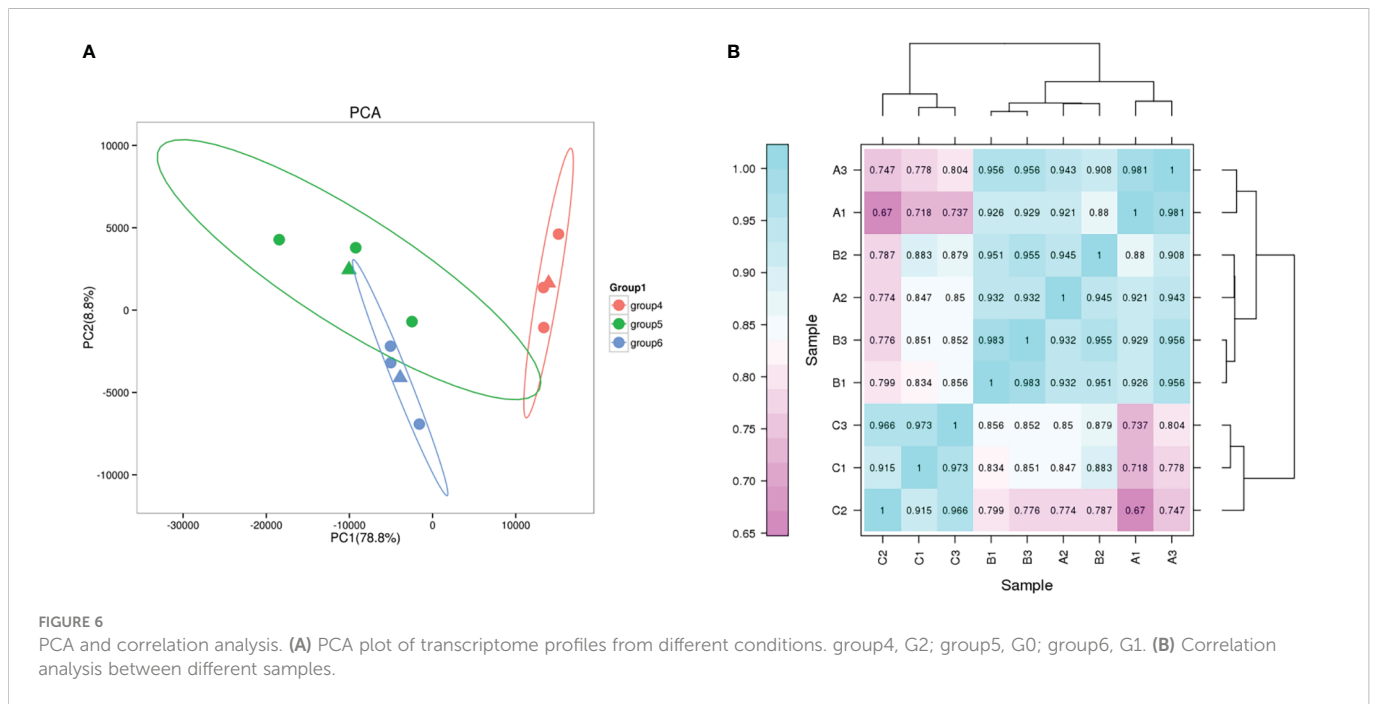 A
PCA
10000
5000
0
-5000
-10000
PC2(8.8%)
-30000 -20000 -10000 0 10000
PC1(78.8%)
Group1
group4
group5
group6
B
1.00
0.95
0.90
0.85
0.80
0.75
0.70
0.65
Sample
A3 0.747 0.778 0.804 0.956 0.956 0.943 0.908 0.981 1
A1 0.67 0.718 0.737 0.926 0.929 0.921 0.88 1 0.981
B2 0.787 0.883 0.879 0.951 0.955 0.945 1 0.88 0.908
A2 0.774 0.847 0.85 0.932 0.932 1 0.945 0.921 0.943
B3 0.776 0.851 0.852 0.983 1 0.932 0.955 0.929 0.956
B1 0.799 0.834 0.856 1 0.983 0.932 0.951 0.926 0.956
C3 0.966 0.973 1 0.856 0.852 0.85 0.879 0.737 0.804
C1 0.915 1 0.973 0.834 0.851 0.847 0.883 0.718 0.778
C2 1 0.915 0.966 0.799 0.776 0.774 0.787 0.67 0.747
C2 C1 C3 B1 B3 A2 B2 A1 A3
Sample
FIGURE 6
PCA and correlation analysis. (A) PCA plot of transcriptome profiles from different conditions. group4, G2; group5, G0; group6, G1. (B) Correlation
analysis between different samples.